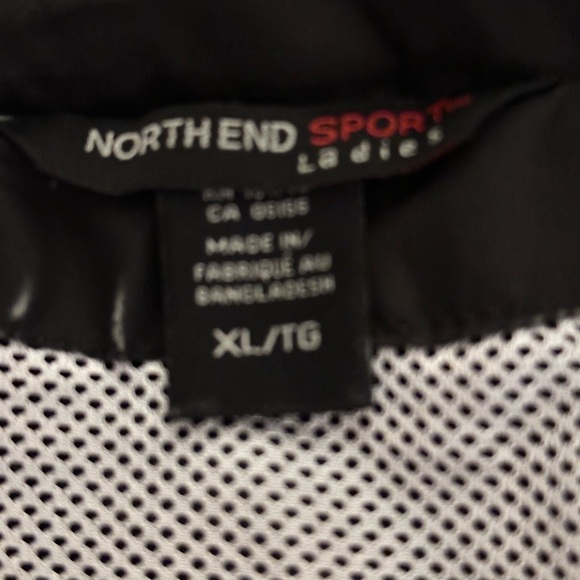 NORTH END SPORT
Ladies
MADE IN/
FABRIQUÉ AU
BANGLADESH
XL/TG